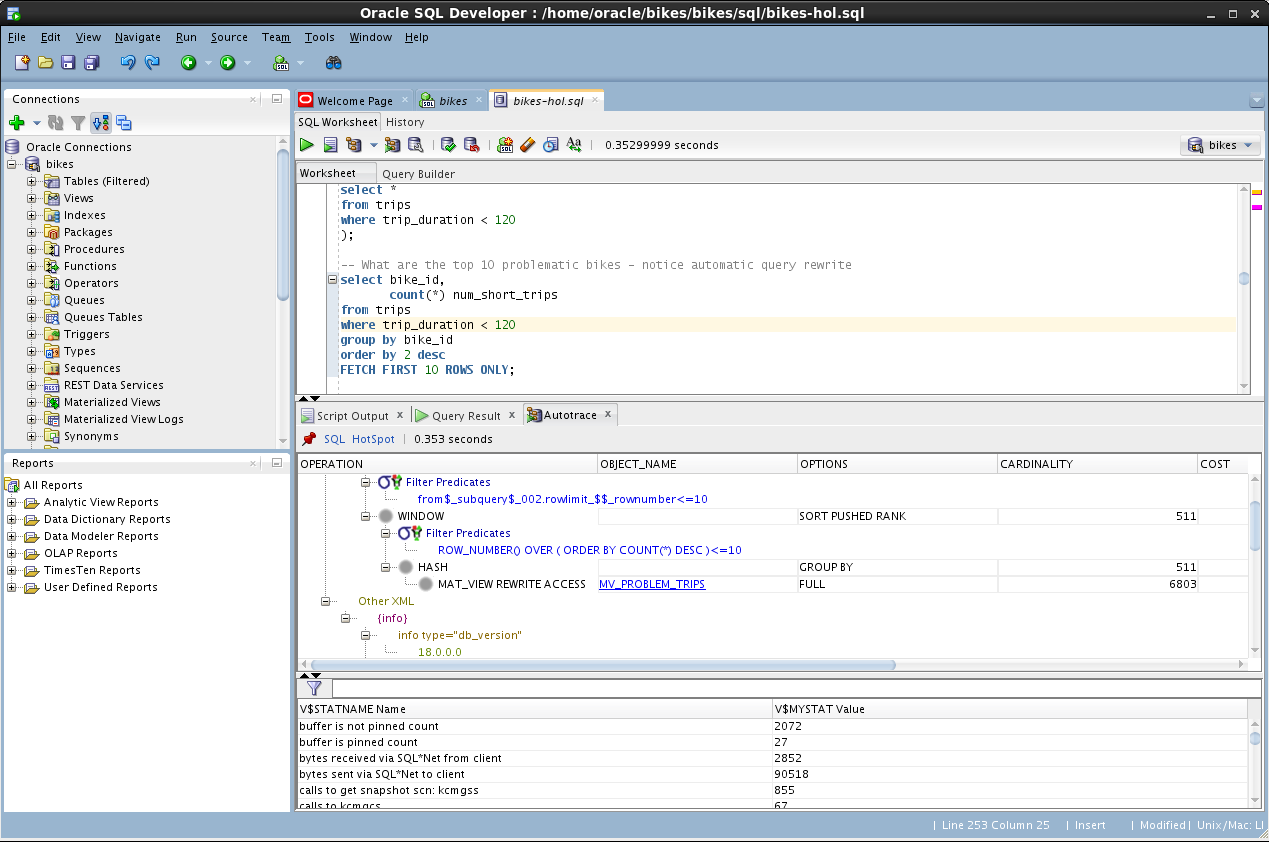 Oracle SQL Developer : /home/oracle/bikes/bikes/sql/bikes-hol.sql
File Edit View Navigate Run Source Team Tools Window Help
Connections
Oracle Connections
bikes
Tables (Filtered)
Views
Indexes
Packages
Procedures
Functions
Operators
Queues
Queues Tables
Triggers
Types
Sequences
REST Data Services
Materialized Views
Materialized View Logs
Synonyms
Reports
All Reports
Analytic View Reports
Data Dictionary Reports
Data Modeler Reports
OLAP Reports
TimesTen Reports
User Defined Reports
Welcome Page bikes bikes-hol.sql
SQL Worksheet History
0.35299999 seconds
bikes
Worksheet Query Builder
select *
from trips
where trip_duration < 120
);
-- What are the top 10 problematic bikes - notice automatic query rewrite
select bike_id,
count(*) num_short_trips
from trips
where trip_duration < 120
group by bike_id
order by 2 desc
FETCH FIRST 10 ROWS ONLY;
Script Output x Query Result x Autotrace x
SQL HotSpot 0.353 seconds
OPERATION OBJECT_NAME OPTIONS CARDINALITY COST
Filter Predicates
from$_subquery$_002.rowlimit_$$_rownumber<=10
WINDOW SORT PUSHED RANK 511
Filter Predicates
ROW_NUMBER() OVER ( ORDER BY COUNT(*) DESC )<=10
HASH GROUP BY 511
MAT_VIEW REWRITE ACCESS MV_PROBLEM_TRIPS FULL 6803
Other XML
{info}
info type="db_version"
18.0.0.0
V$STATNAME Name V$MYSTAT Value
buffer is not pinned count 2072
buffer is pinned count 27
bytes received via SQL*Net from client 2852
bytes sent via SQL*Net to client 90518
calls to get snapshot scn: kcmgss 855
calls to kcmgcs 67
Line 253 Column 25 | Insert | Modified | Unix/Mac: LF